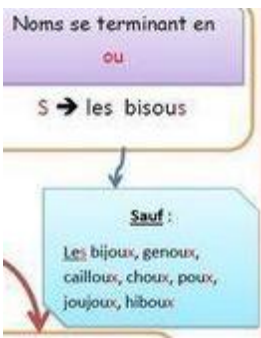 Noms se terminant en
ou
S → les bisous
Sauf :
Les bijoux, genoux,
cailloux, choux, poux,
joujoux, hiboux